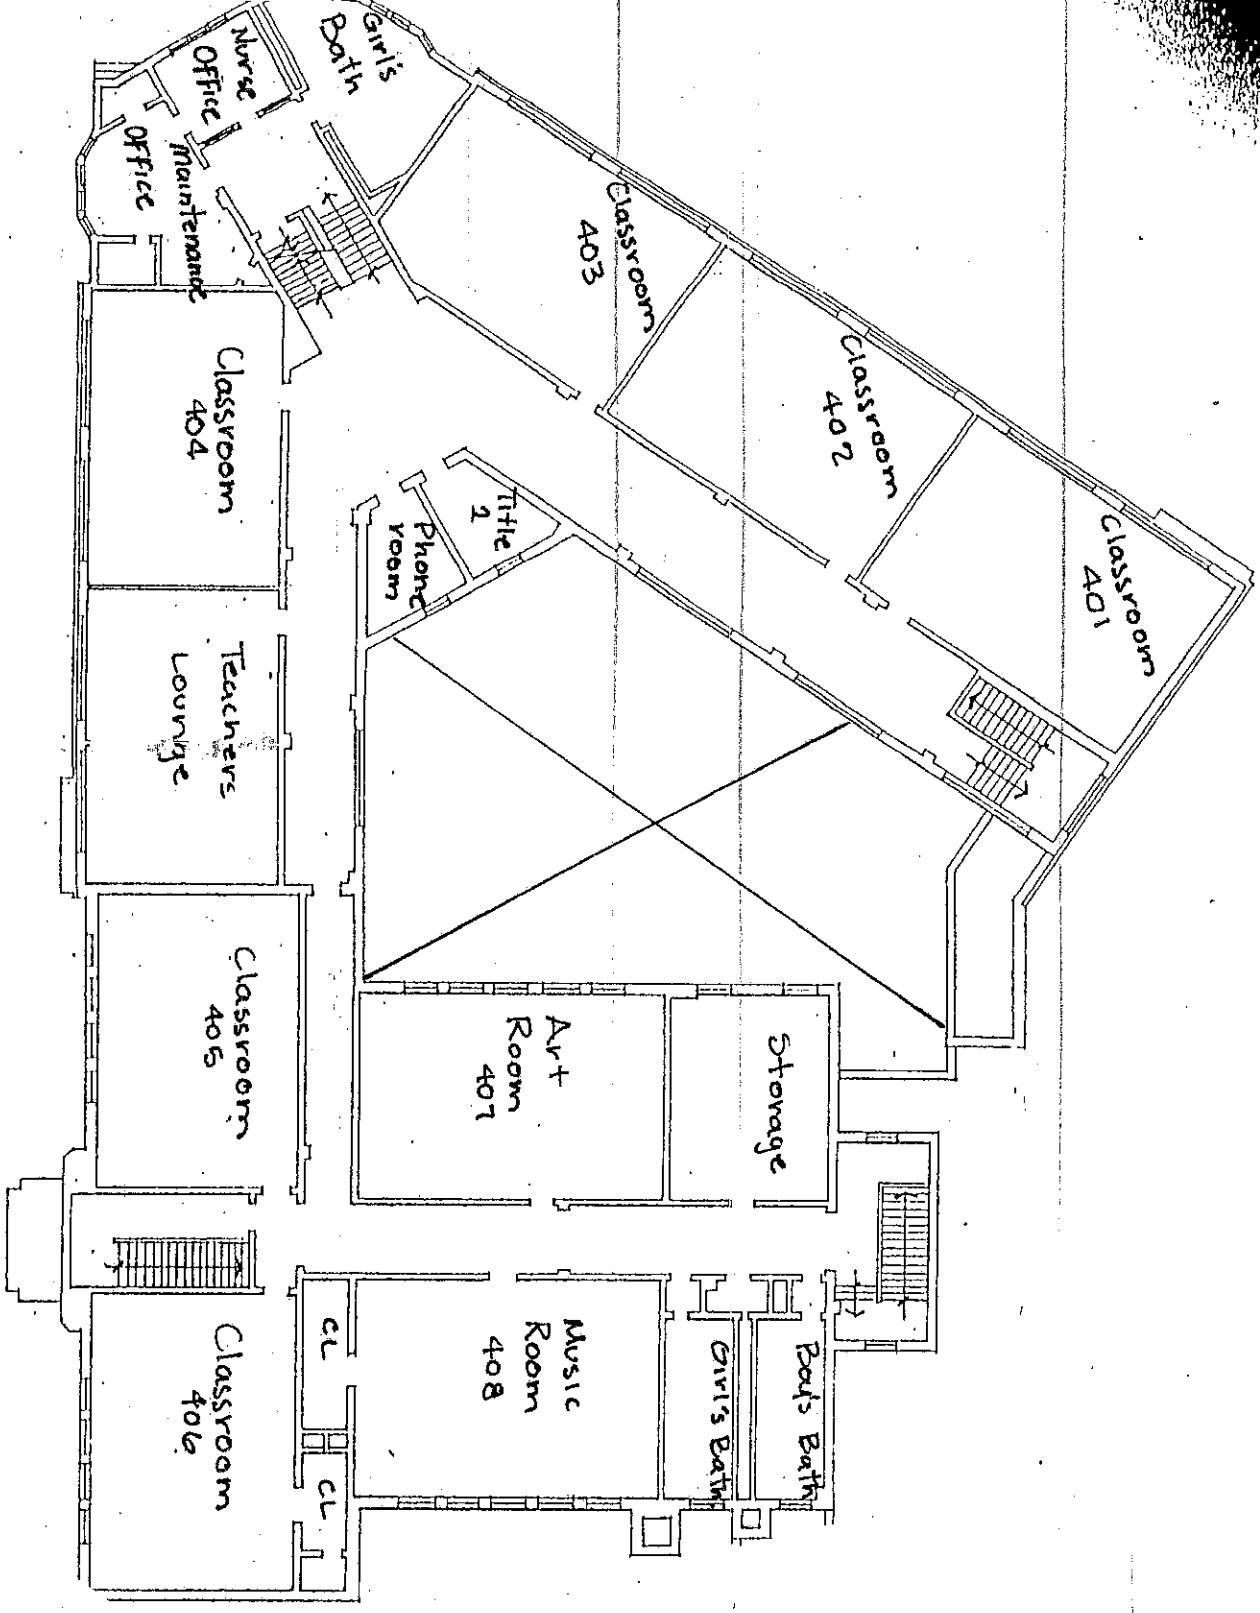 Girl's
Bath
Nurse
Office
Office
Maintenance
Classroom
403
Classroom
402
Classroom
401
Classroom
404
Title
2
Phone
room
Teachers
Lounge
Classroom
405
Art
Room
407
Storage
Classroom
406
CL
CL
Music
Room
408
Girl's Bath
Boy's Bath